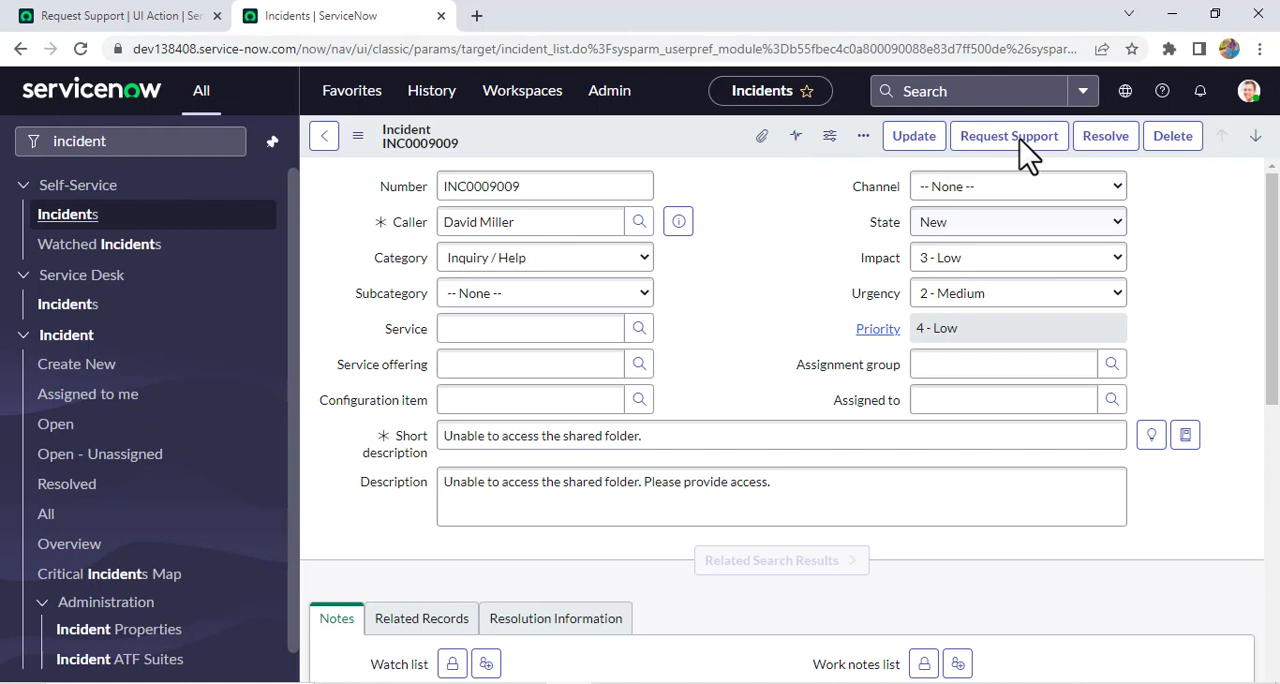 Request Support | UI Action | Ser
Incidents | ServiceNow
dev138408.service-now.com/now/nav/ui/classic/params/target/incident_list.do%3Fsysparm_userpref_module%3Db55fbec4c0a800090088e83d7ff500de%26syspar...
servicenow
All
Favorites
History
Workspaces
Admin
Incidents
Search
incident
Incident
INC0009009
Update
Request Support
Resolve
Delete
Self-Service
Incidents
Watched Incidents
Service Desk
Incidents
Incident
Create New
Assigned to me
Open
Open - Unassigned
Resolved
All
Overview
Critical Incidents Map
Administration
Incident Properties
Incident ATF Suites
Number
INC0009009
Caller
David Miller
Category
Inquiry / Help
Subcategory
-- None --
Service
Service offering
Configuration item
Channel
-- None --
State
New
Impact
3 - Low
Urgency
2 - Medium
Priority
4 - Low
Assignment group
Assigned to
Short
description
Unable to access the shared folder.
Description
Unable to access the shared folder. Please provide access.
Related Search Results
Notes
Related Records
Resolution Information
Watch list
Work notes list